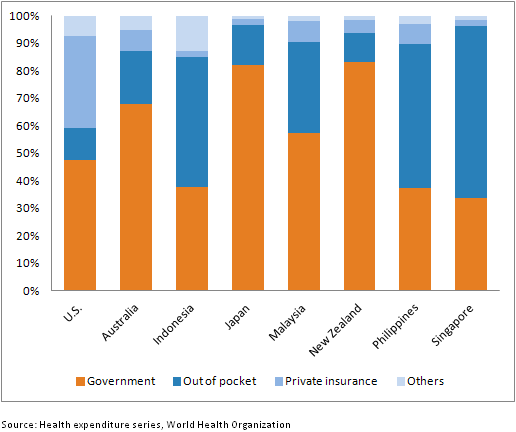 100%
90%
80%
70%
60%
50%
40%
30%
20%
10%
0%
U.S.
Australia
Indonesia
Japan
Malaysia
New Zealand
Philippines
Singapore
Government
Out of pocket
Private insurance
Others
Source: Health expenditure series, World Health Organization